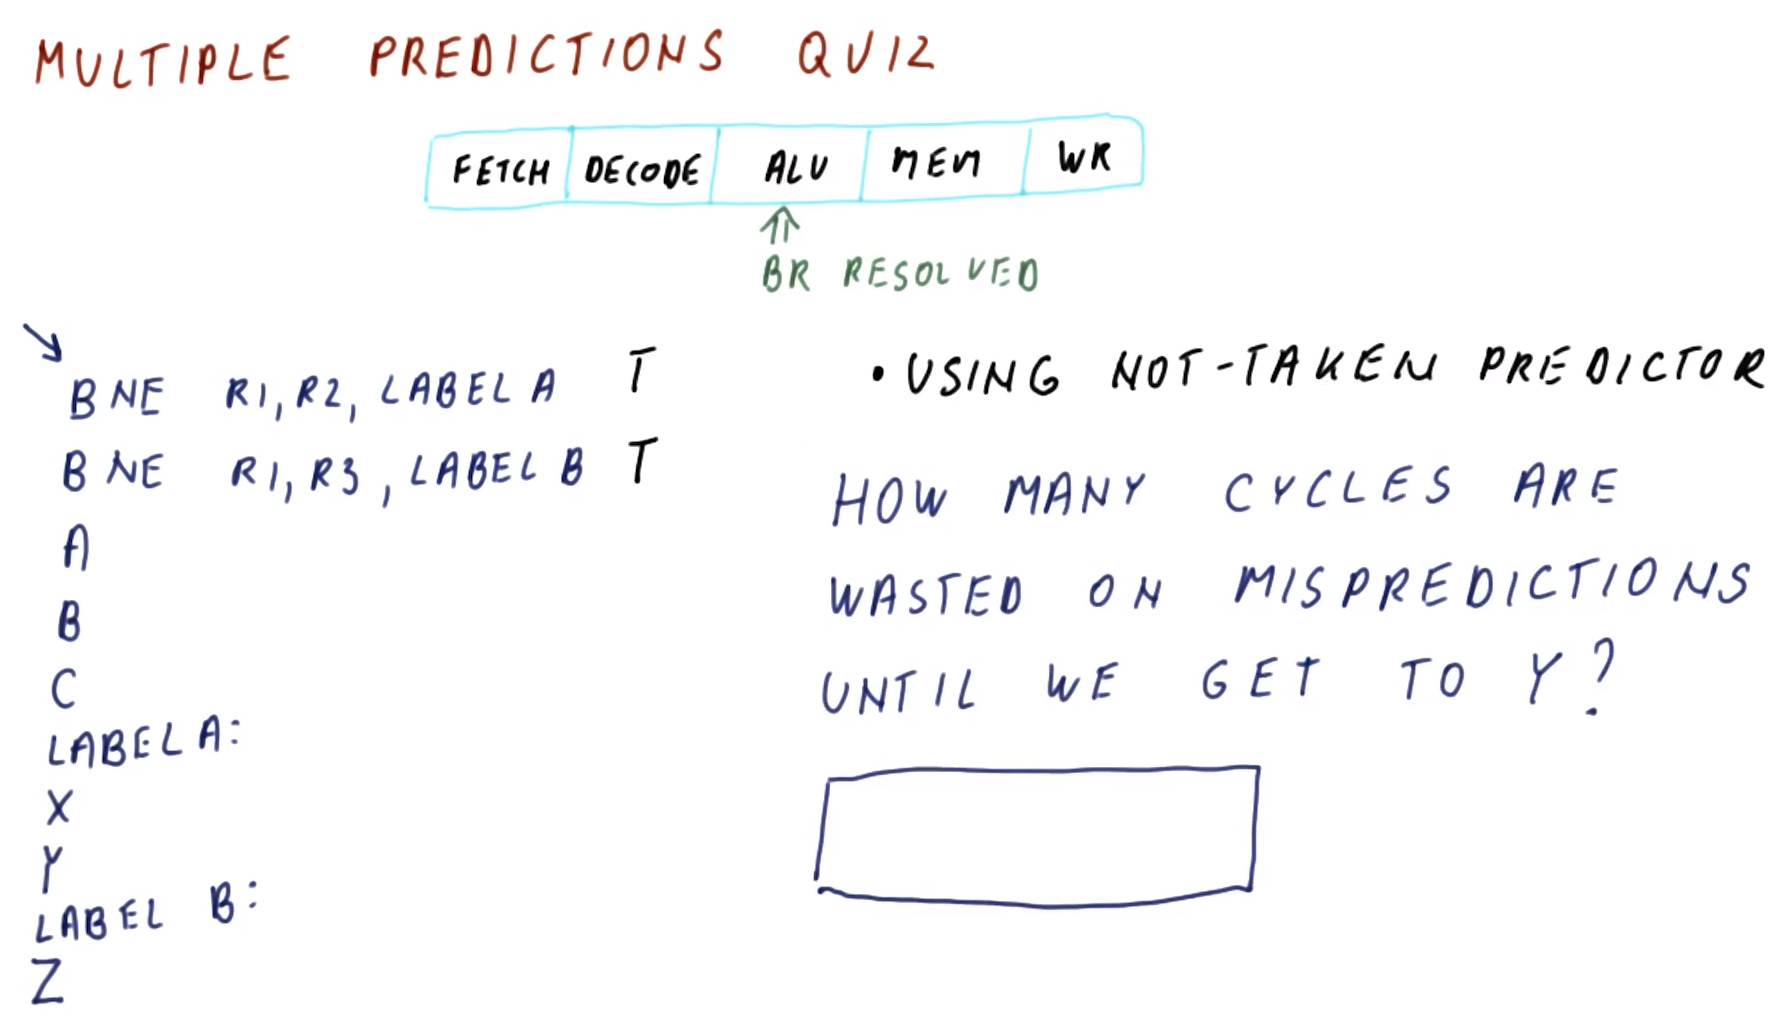 MULTIPLE PREDICTIONS QUIZ
FETCH DECODE ALU MEM WR
BR RESOLVED
BNE R1, R2, LABEL A T
BNE R1, R3, LABEL B T
A
B
C
LABEL A:
X
Y
LABEL B:
Z
• USING NOT-TAKEN PREDICTOR
HOW MANY CYCLES ARE
WASTED ON MISPREDICTIONS
UNTIL WE GET TO Y?